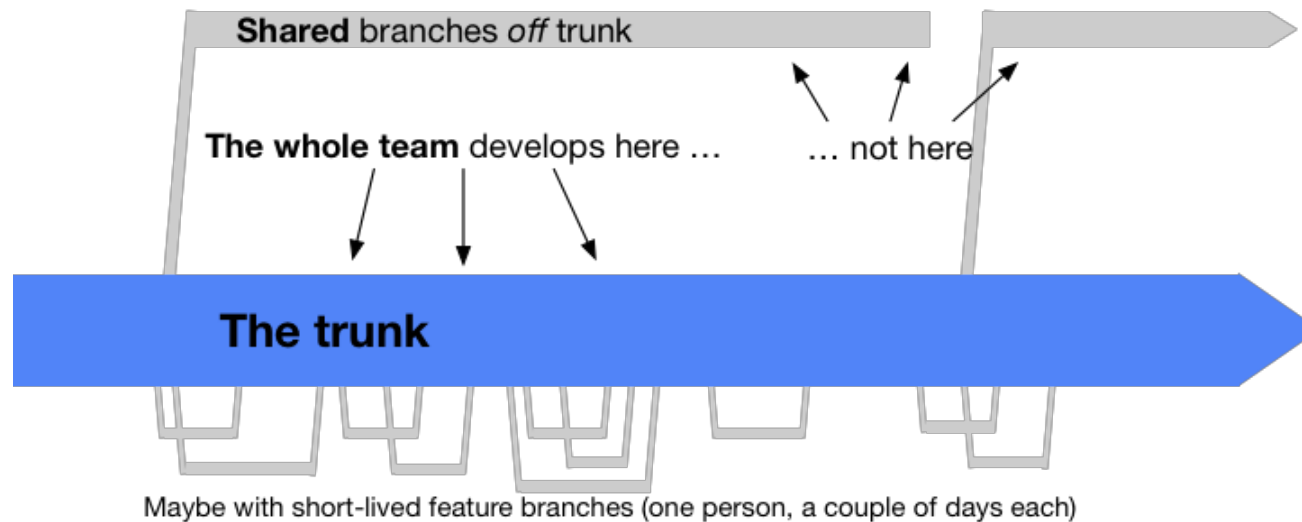 Shared branches off trunk
The whole team develops here …
… not here
The trunk
Maybe with short-lived feature branches (one person, a couple of days each)